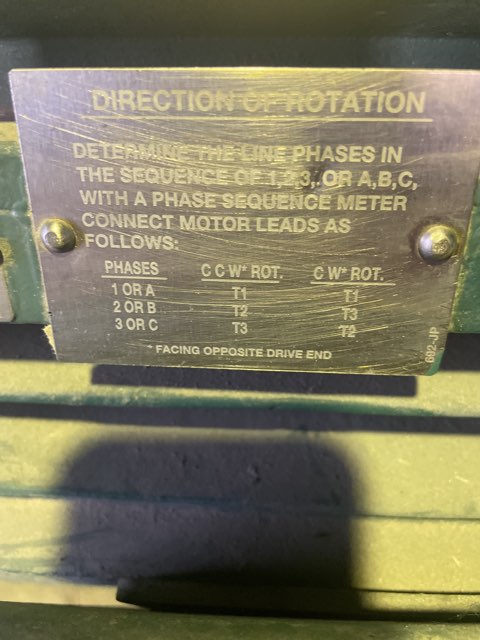 DIRECTION OF ROTATION
DETERMINE THE LINE PHASES IN
THE SEQUENCE OF 1,2,3, OR A,B,C,
WITH A PHASE SEQUENCE METER
CONNECT MOTOR LEADS AS
FOLLOWS:
PHASES C C W* ROT. C W* ROT.
1 OR A T1 T1
2 OR B T2 T3
3 OR C T3 T2
* FACING OPPOSITE DRIVE END
602-JP